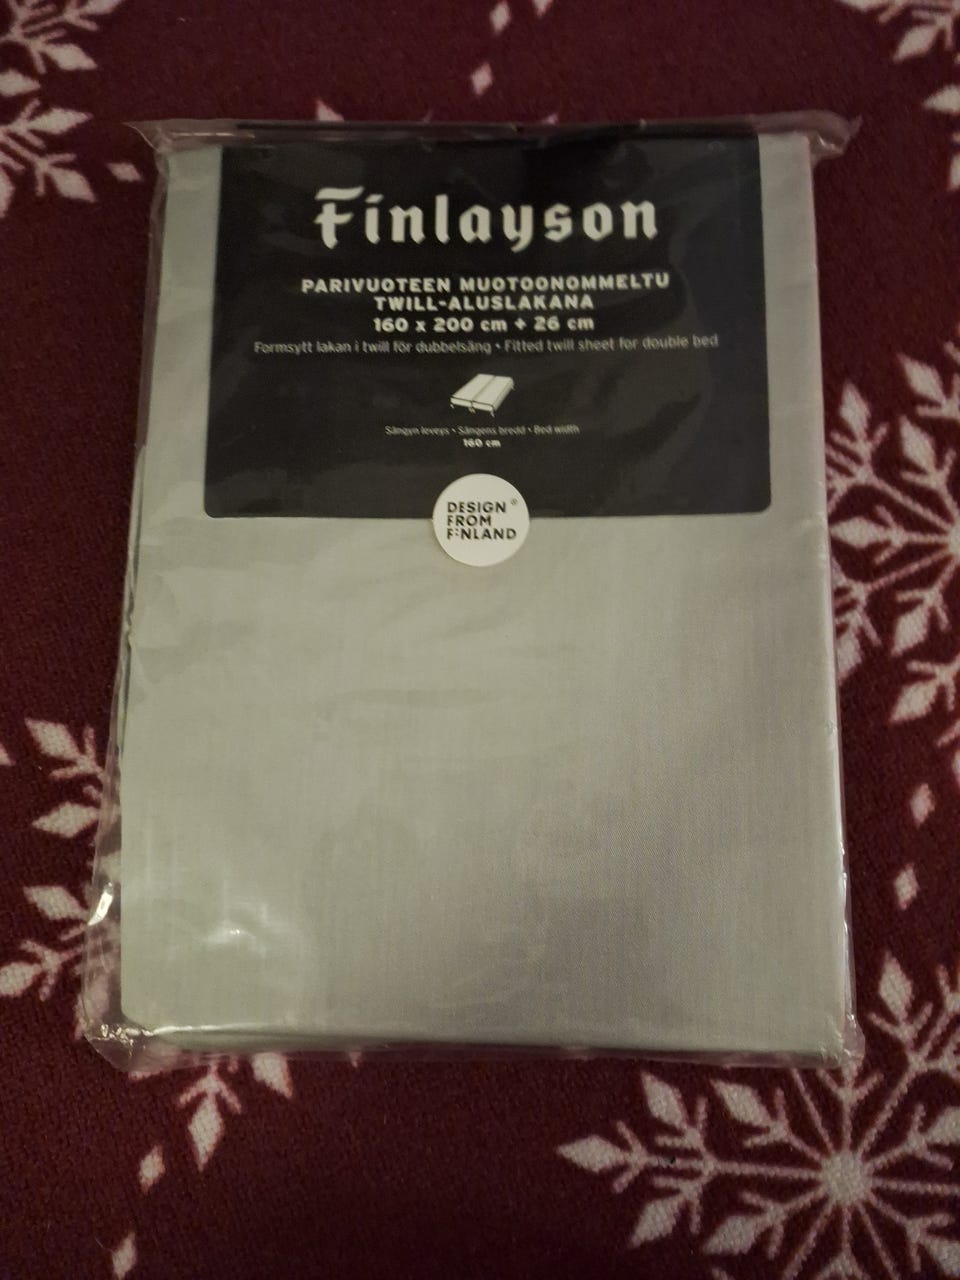 Finlayson
PARIVUOTEEN MUOTOONOMMELTU
TWILL-ALUSLAKANA
160 x 200 cm + 26 cm
Formsytt lakan i twill för dubbelsäng • Fitted twill sheet for double bed
Sängyn leveys • Sängens bredd • Bed width
160 cm
DESIGN ®
FROM
FINLAND